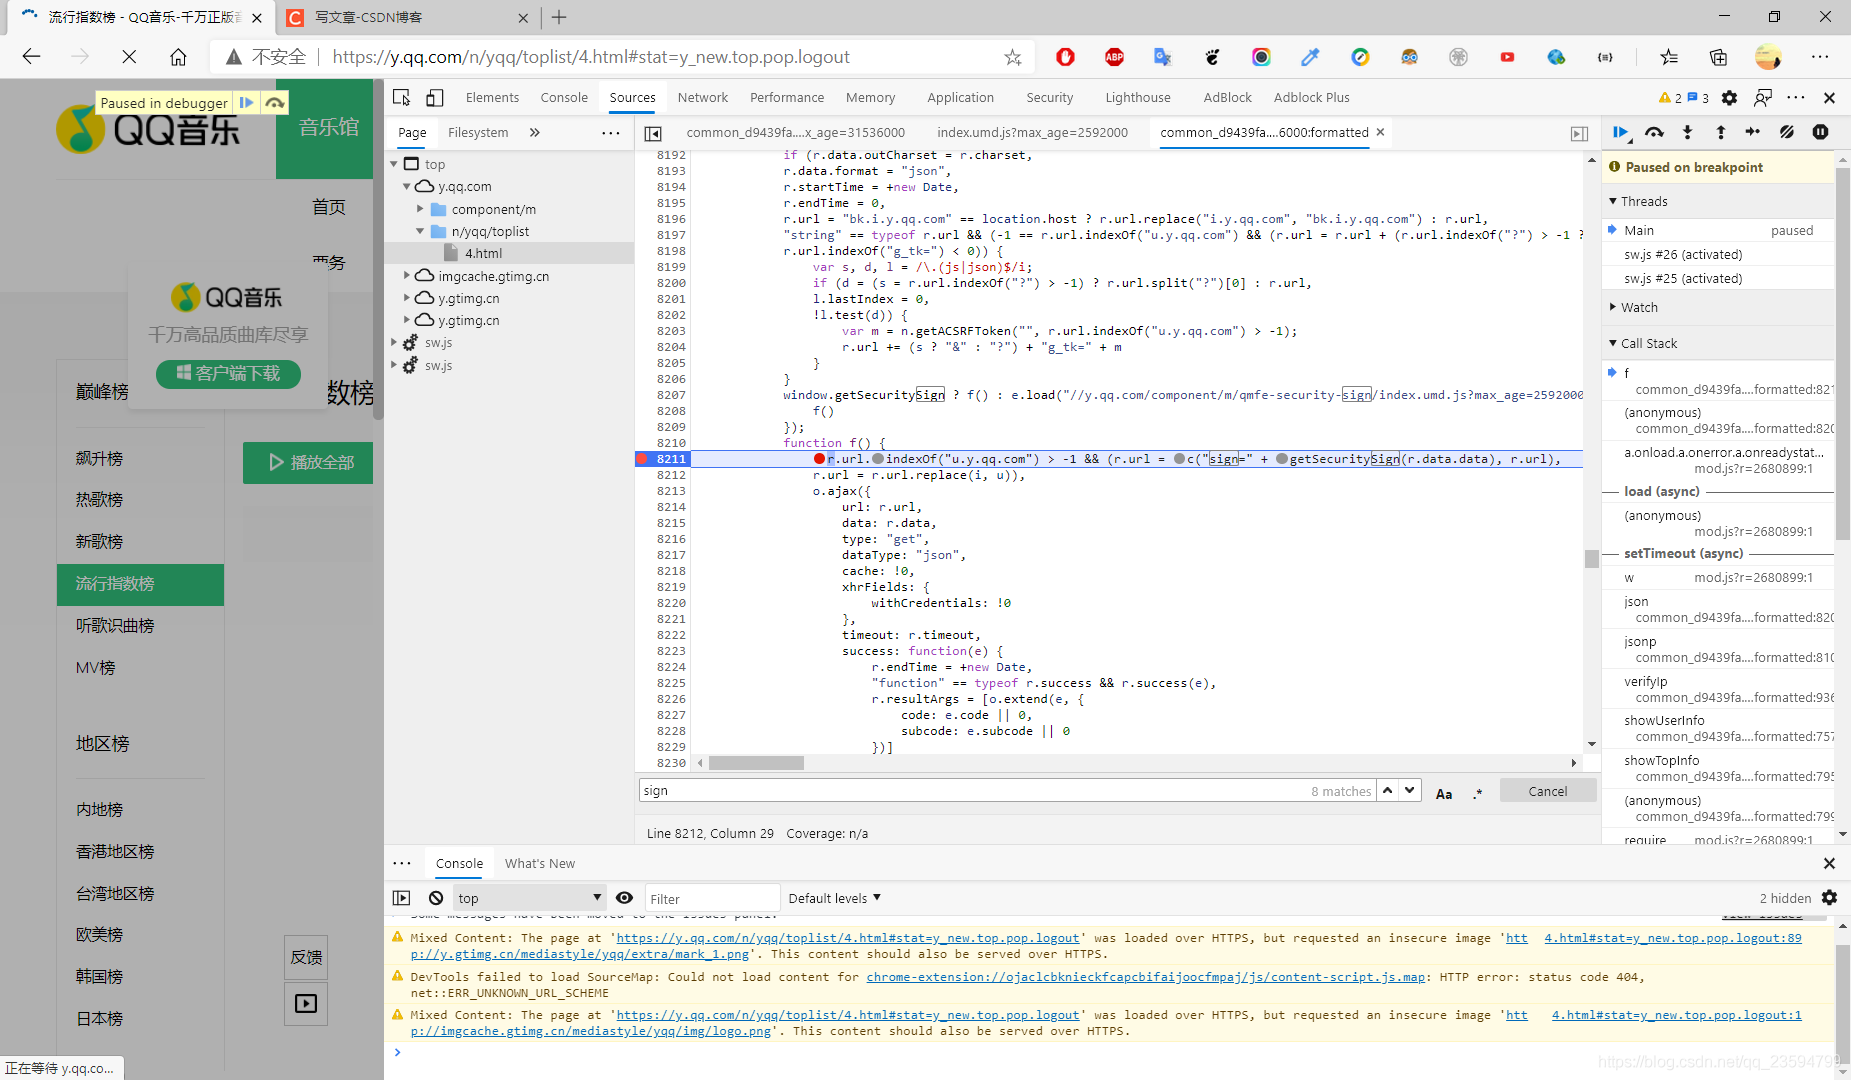 流行指数榜 - QQ音乐-千万正版音
写文章-CSDN博客
不安全
https://y.qq.com/n/yqq/toplist/4.html#stat=y_new.top.pop.logout
Paused in debugger
QQ音乐
音乐馆
首页
QQ音乐
千万高品质曲库尽享
客户端下载
巅峰榜
数榜
飙升榜
播放全部
热歌榜
新歌榜
流行指数榜
听歌识曲榜
MV榜
地区榜
内地榜
香港地区榜
台湾地区榜
欧美榜
韩国榜
日本榜
反馈
正在等待 y.qq.co...
Elements Console Sources Network Performance Memory Application Security Lighthouse AdBlock Adblock Plus
2 3
Page Filesystem
top
y.qq.com
component/m
n/yqq/toplist
4.html
imgcache.gtimg.cn
y.gtimg.cn
y.gtimg.cn
sw.js
sw.js
common_d9439fa....x_age=31536000 index.umd.js?max_age=2592000 common_d9439fa....6000:formatted
8192 if (r.data.outCharset = r.charset,
8193 r.data.format = "json",
8194 r.startTime = +new Date,
8195 r.endTime = 0,
8196 r.url = "bk.i.y.qq.com" == location.host ? r.url.replace("i.y.qq.com", "bk.i.y.qq.com") : r.url,
8197 "string" == typeof r.url && (-1 == r.url.indexOf("u.y.qq.com") && (r.url = r.url + (r.url.indexOf("?") > -1 ?
8198 r.url.indexOf("g_tk=") < 0)) {
8199 var s, d, l = /\.(js|json)$/i;
8200 if (d = (s = r.url.indexOf("?") > -1) ? r.url.split("?")[0] : r.url,
8201 l.lastIndex = 0,
8202 !l.test(d)) {
8203 var m = n.getACSRFToken("", r.url.indexOf("u.y.qq.com") > -1);
8204 r.url += (s ? "&" : "?") + "g_tk=" + m
8205 }
8206 }
8207 window.getSecuritySign ? f() : e.load("//y.qq.com/component/m/qmfe-security-sign/index.umd.js?max_age=2592000
8208 f()
8209 });
8210 function f() {
8211 r.url.indexOf("u.y.qq.com") > -1 && (r.url = c("sign=" + getSecuritySign(r.data.data), r.url),
8212 r.url = r.url.replace(i, u)),
8213 o.ajax({
8214 url: r.url,
8215 data: r.data,
8216 type: "get",
8217 dataType: "json",
8218 cache: !0,
8219 xhrFields: {
8220 withCredentials: !0
8221 },
8222 timeout: r.timeout,
8223 success: function(e) {
8224 r.endTime = +new Date,
8225 "function" == typeof r.success && r.success(e),
8226 r.resultArgs = [o.extend(e, {
8227 code: e.code || 0,
8228 subcode: e.subcode || 0
8229 })]
8230
sign 8 matches Aa .* Cancel
Line 8212, Column 29 Coverage: n/a
Paused on breakpoint
Threads
Main paused
sw.js #26 (activated)
sw.js #25 (activated)
Watch
Call Stack
f
common_d9439fa....formatted:821
(anonymous)
common_d9439fa....formatted:820
a.onload.a.onerror.a.onreadystat...
mod.js?r=2680899:1
load (async)
(anonymous)
mod.js?r=2680899:1
setTimeout (async)
w mod.js?r=2680899:1
json
common_d9439fa....formatted:820
jsonp
common_d9439fa....formatted:810
verifyIp
common_d9439fa....formatted:936
showUserInfo
common_d9439fa....formatted:757
showTopInfo
common_d9439fa....formatted:795
(anonymous)
common_d9439fa....formatted:799
require mod.js?r=2680899:1
Console What's New
top Filter Default levels 2 hidden
Some messages have been moved to the Issues panel. View issues
Mixed Content: The page at 'https://y.qq.com/n/yqq/toplist/4.html#stat=y_new.top.pop.logout' was loaded over HTTPS, but requested an insecure image 'htt 4.html#stat=y_new.top.pop.logout:89
p://y.gtimg.cn/mediastyle/yqq/extra/mark_1.png'. This content should also be served over HTTPS.
DevTools failed to load SourceMap: Could not load content for chrome-extension://ojaclcbknieckfcapcbifaijoocfmpaj/js/content-script.js.map: HTTP error: status code 404,
net::ERR_UNKNOWN_URL_SCHEME
Mixed Content: The page at 'https://y.qq.com/n/yqq/toplist/4.html#stat=y_new.top.pop.logout' was loaded over HTTPS, but requested an insecure image 'htt 4.html#stat=y_new.top.pop.logout:1
p://imgcache.gtimg.cn/mediastyle/yqq/img/logo.png'. This content should also be served over HTTPS.
https://blog.csdn.net/qq_23594799